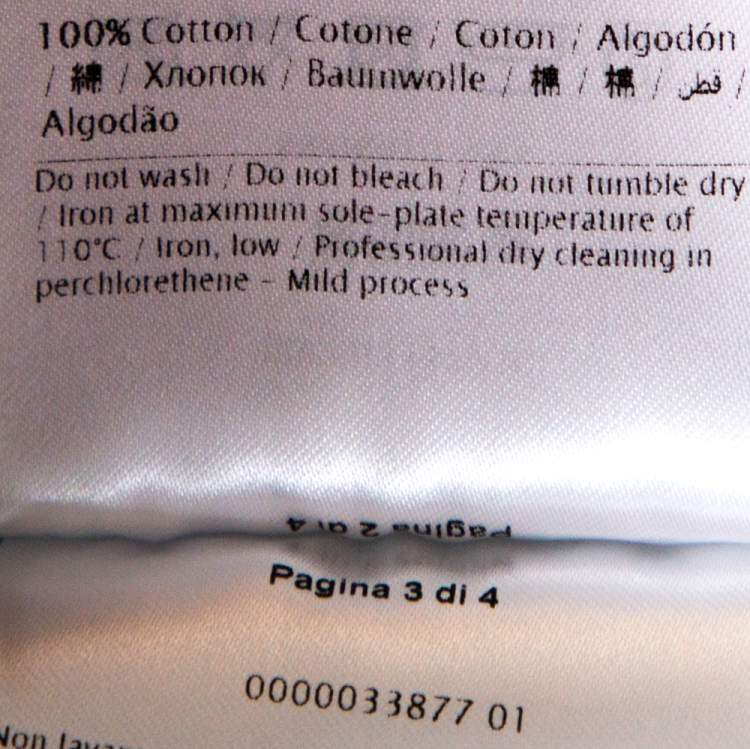 100% Cotton / Cotone / Coton / Algodón
/ 綿 / Хлопок / Baumwolle / 棉 / 棉 / قطن /
Algodão
Do not wash / Do not bleach / Do not tumble dry
/ Iron at maximum sole-plate temperature of
110°C / Iron, low / Professional dry cleaning in
perchlorethene - Mild process
Pagina 2 di 4
Pagina 3 di 4
0000033877 01
Non